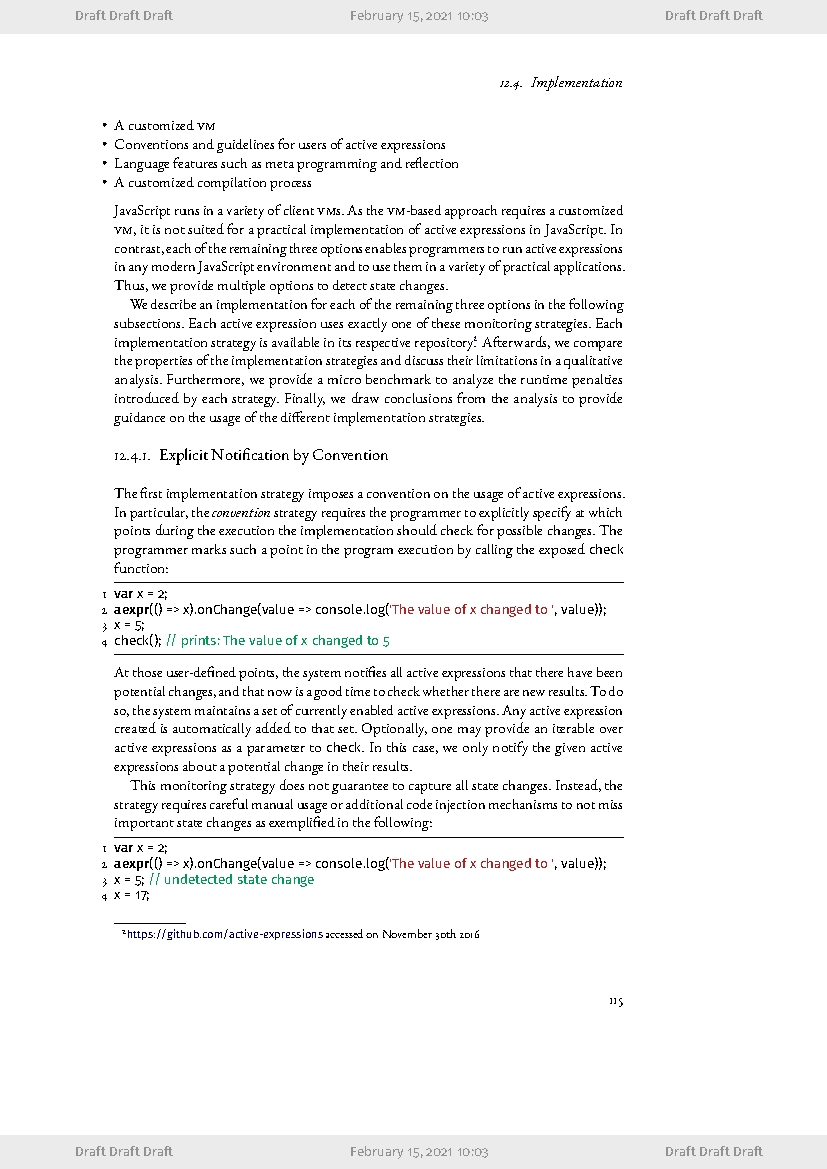 Draft Draft Draft February 15, 2021 10:03 Draft Draft Draft
12.4. Implementation
• A customized VM
• Conventions and guidelines for users of active expressions
• Language features such as meta programming and reflection
• A customized compilation process
JavaScript runs in a variety of client VMs. As the VM-based approach requires a customized
VM, it is not suited for a practical implementation of active expressions in JavaScript. In
contrast, each of the remaining three options enables programmers to run active expressions
in any modern JavaScript environment and to use them in a variety of practical applications.
Thus, we provide multiple options to detect state changes.
We describe an implementation for each of the remaining three options in the following
subsections. Each active expression uses exactly one of these monitoring strategies. Each
implementation strategy is available in its respective repository². Afterwards, we compare
the properties of the implementation strategies and discuss their limitations in a qualitative
analysis. Furthermore, we provide a micro benchmark to analyze the runtime penalties
introduced by each strategy. Finally, we draw conclusions from the analysis to provide
guidance on the usage of the different implementation strategies.
12.4.1. Explicit Notification by Convention
The first implementation strategy imposes a convention on the usage of active expressions.
In particular, the convention strategy requires the programmer to explicitly specify at which
points during the execution the implementation should check for possible changes. The
programmer marks such a point in the program execution by calling the exposed check
function:
1 var x = 2;
2 aexpr(() => x).onChange(value => console.log('The value of x changed to ', value));
3 x = 5;
4 check(); // prints: The value of x changed to 5
At those user-defined points, the system notifies all active expressions that there have been
potential changes, and that now is a good time to check whether there are new results. To do
so, the system maintains a set of currently enabled active expressions. Any active expression
created is automatically added to that set. Optionally, one may provide an iterable over
active expressions as a parameter to check. In this case, we only notify the given active
expressions about a potential change in their results.
This monitoring strategy does not guarantee to capture all state changes. Instead, the
strategy requires careful manual usage or additional code injection mechanisms to not miss
important state changes as exemplified in the following:
1 var x = 2;
2 aexpr(() => x).onChange(value => console.log('The value of x changed to ', value));
3 x = 5; // undetected state change
4 x = 17;
²https://github.com/active-expressions accessed on November 30th 2016
115
Draft Draft Draft February 15, 2021 10:03 Draft Draft Draft